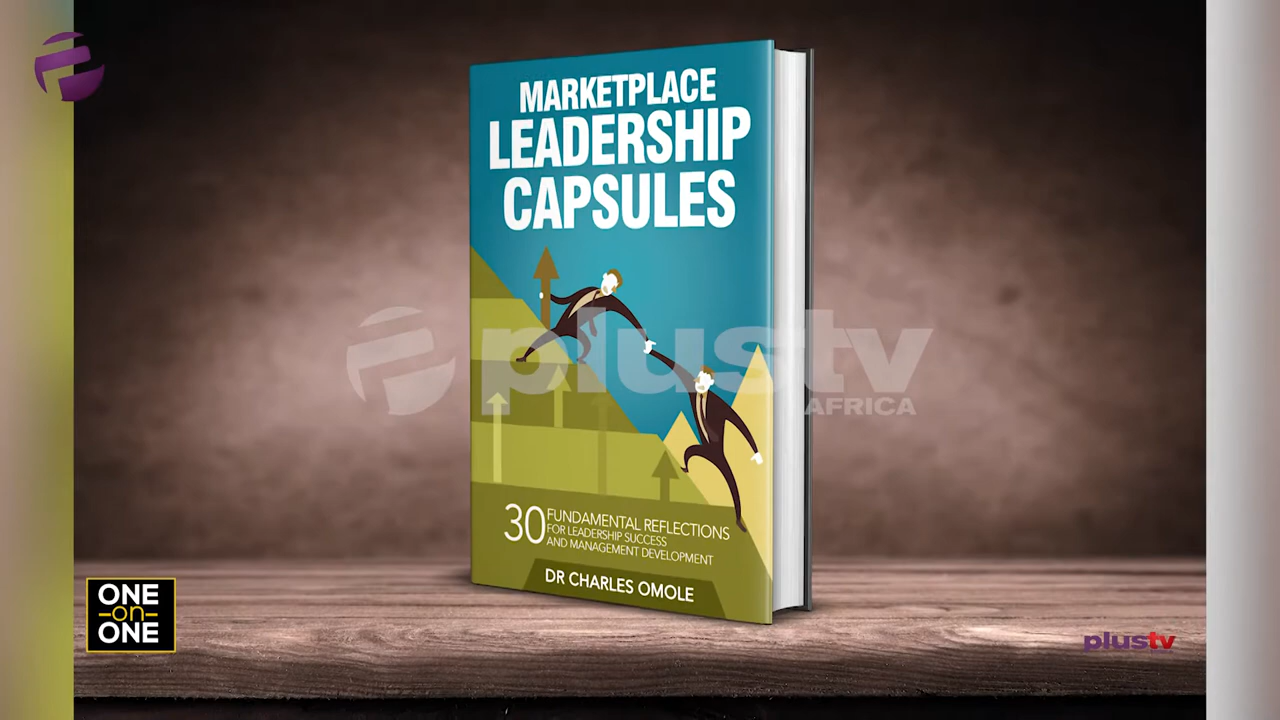 MARKETPLACE
LEADERSHIP
CAPSULES
plustv
AFRICA
30 FUNDAMENTAL REFLECTIONS
FOR LEADERSHIP SUCCESS
AND MANAGEMENT DEVELOPMENT
DR CHARLES OMOLE
ONE
on
ONE
plustv